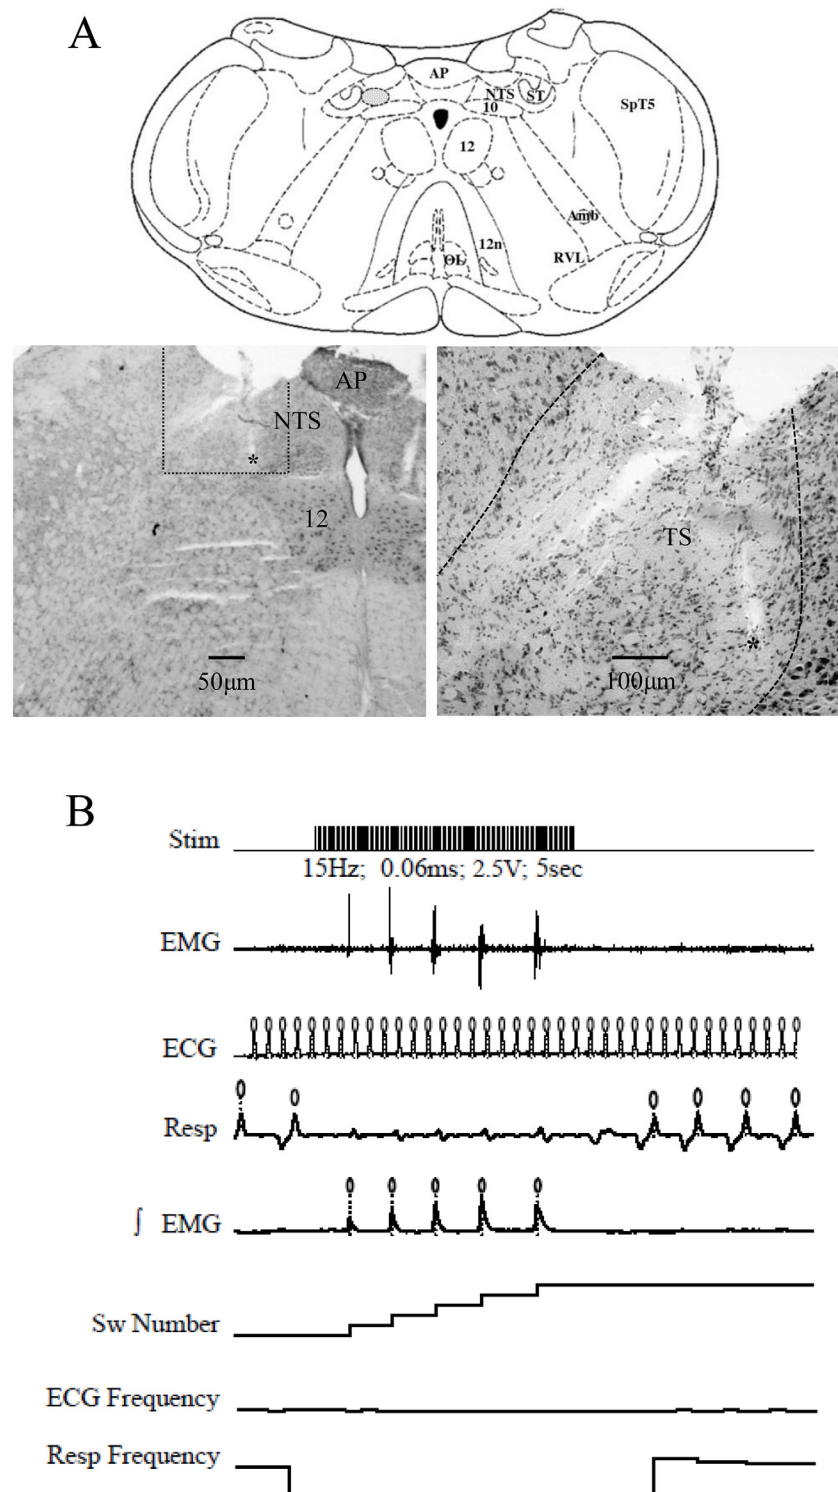 A
AP
NTS
ST
10
SpT5
12
Amb
12n
OL
RVL
AP
NTS
*
12
50μm
TS
*
100μm
B
Stim
15Hz; 0.06ms; 2.5V; 5sec
EMG
ECG
Resp
∫ EMG
Sw Number
ECG Frequency
Resp Frequency